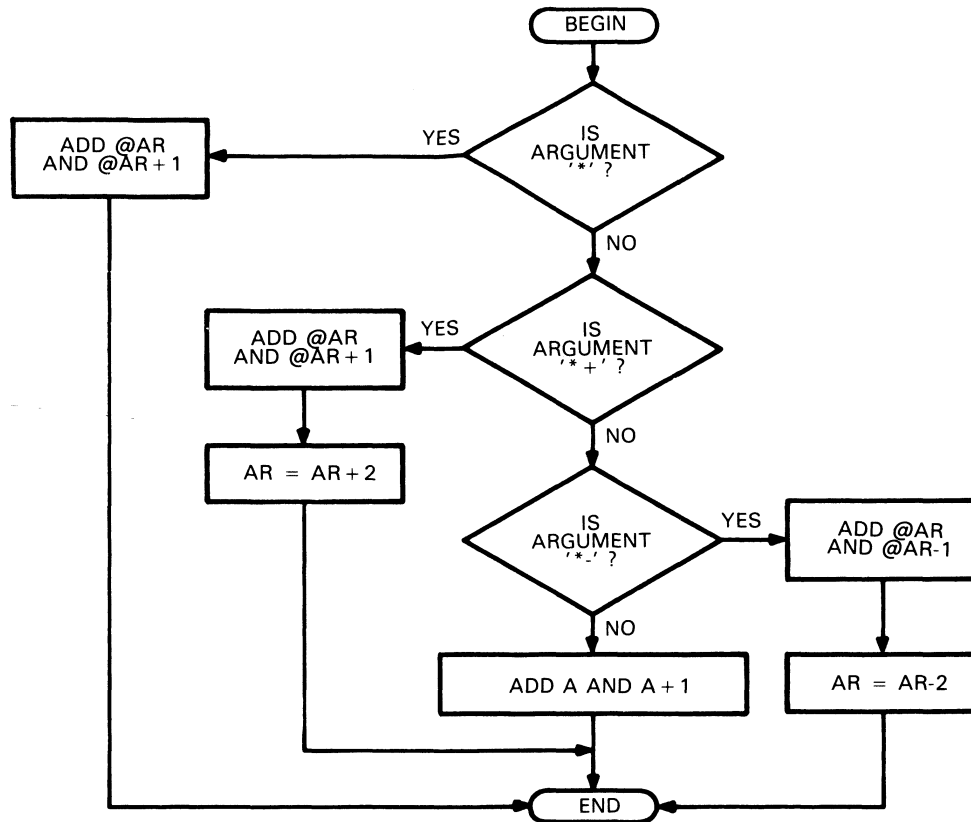 BEGIN
IS
ARGUMENT
'*' ?
YES
ADD @AR
AND @AR+1
NO
IS
ARGUMENT
'*+' ?
YES
ADD @AR
AND @AR+1
AR = AR+2
NO
IS
ARGUMENT
'*-' ?
YES
ADD @AR
AND @AR-1
AR = AR-2
NO
ADD A AND A+1
END